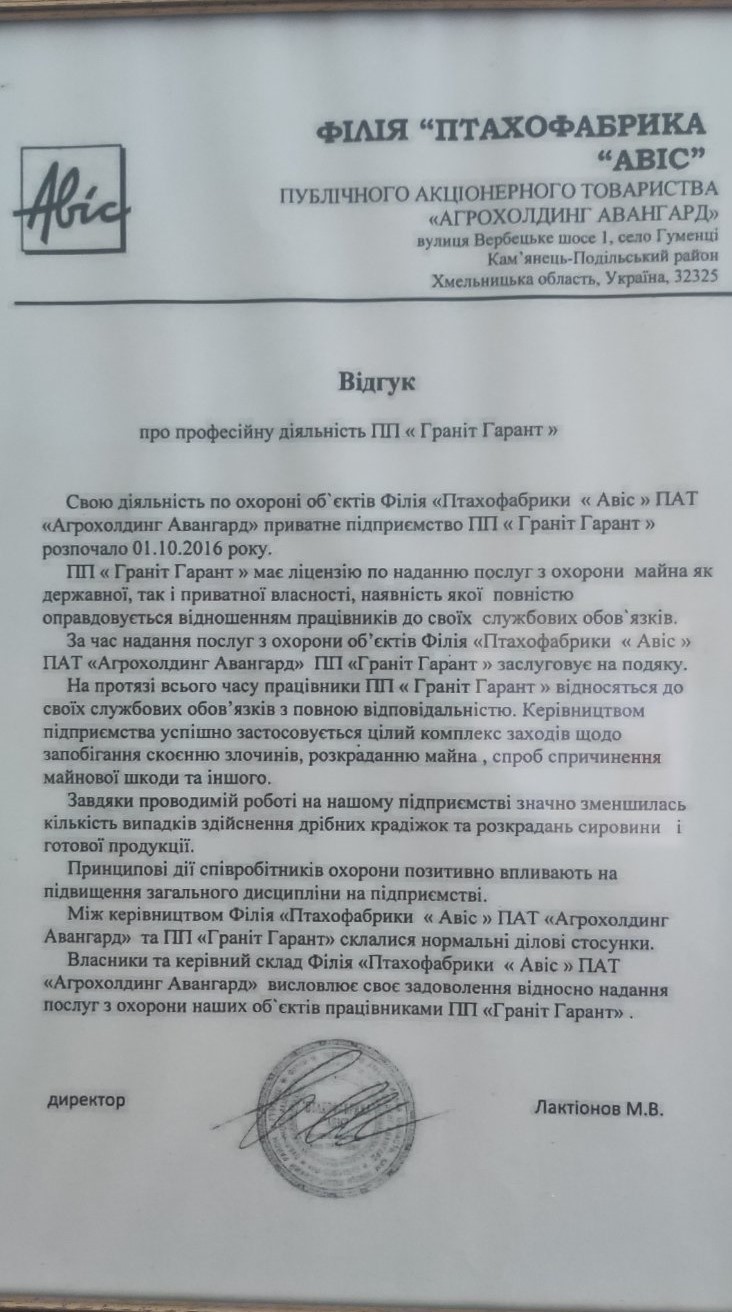 Авіс
ФІЛІЯ “ПТАХОФАБРИКА
“АВІС”
ПУБЛІЧНОГО АКЦІОНЕРНОГО ТОВАРИСТВА
«АГРОХОЛДИНГ АВАНГАРД»
вулиця Вербецьке шосе 1, село Гуменці
Кам’янець-Подільський район
Хмельницька область, Україна, 32325
Відгук
про професійну діяльність ПП « Граніт Гарант »
Свою діяльність по охороні об`єктів Філія «Птахофабрики « Авіс » ПАТ
«Агрохолдинг Авангард» приватне підприємство ПП « Граніт Гарант »
розпочало 01.10.2016 року.
ПП « Граніт Гарант » має ліцензію по наданню послуг з охорони майна як
державної, так і приватної власності, наявність якої повністю
оправдовується відношенням працівників до своїх службових обов`язків.
За час надання послуг з охорони об’єктів Філія «Птахофабрики « Авіс »
ПАТ «Агрохолдинг Авангард» ПП «Граніт Гарант » заслуговує на подяку.
На протязі всього часу працівники ПП « Граніт Гарант » відносяться до
своїх службових обов’язків з повною відповідальністю. Керівництвом
підприємства успішно застосовується цілий комплекс заходів щодо
запобігання скоєнню злочинів, розкраданню майна , спроб спричинення
майнової шкоди та іншого.
Завдяки проводимій роботі на нашому підприємстві значно зменшилась
кількість випадків здійснення дрібних крадіжок та розкрадань сировини і
готової продукції.
Принципові дії співробітників охорони позитивно впливають на
підвищення загального дисципліни на підприємстві.
Між керівництвом Філія «Птахофабрики « Авіс » ПАТ «Агрохолдинг
Авангард» та ПП «Граніт Гарант» склалися нормальні ділові стосунки.
Власники та керівний склад Філія «Птахофабрики « Авіс » ПАТ
«Агрохолдинг Авангард» висловлює своє задоволення відносно надання
послуг з охорони наших об`єктів працівниками ПП «Граніт Гарант» .
директор
Лактіонов М.В.